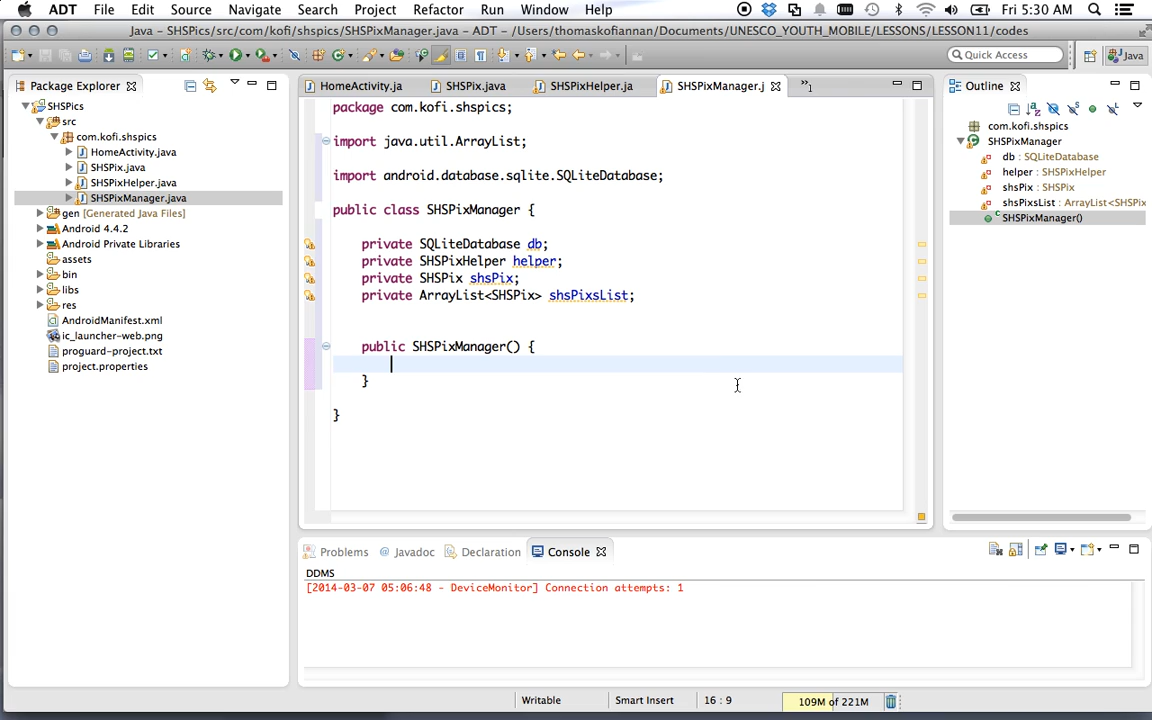 ADT File Edit Source Navigate Search Project Refactor Run Window Help Fri 5:30 AM
Java – SHSPics/src/com/kofi/shspics/SHSPixManager.java – ADT – /Users/thomaskofiannan/Documents/UNESCO_YOUTH_MOBILE/LESSONS/LESSON11/codes
Quick Access Java
Package Explorer
SHSPics
src
com.kofi.shspics
HomeActivity.java
SHSPix.java
SHSPixHelper.java
SHSPixManager.java
gen [Generated Java Files]
Android 4.4.2
Android Private Libraries
assets
bin
libs
res
AndroidManifest.xml
ic_launcher-web.png
proguard-project.txt
project.properties
HomeActivity.ja SHSPix.java SHSPixHelper.java SHSPixManager.j »1
package com.kofi.shspics;
import java.util.ArrayList;
import android.database.sqlite.SQLiteDatabase;
public class SHSPixManager {
private SQLiteDatabase db;
private SHSPixHelper helper;
private SHSPix shsPix;
private ArrayList<SHSPix> shsPixsList;
public SHSPixManager() {
}
}
Outline
com.kofi.shspics
SHSPixManager
db : SQLiteDatabase
helper : SHSPixHelper
shsPix : SHSPix
shsPixsList : ArrayList<SHSPix
SHSPixManager()
Problems @ Javadoc Declaration Console
DDMS
[2014-03-07 05:06:48 - DeviceMonitor] Connection attempts: 1
Writable Smart Insert 16 : 9 109M of 221M